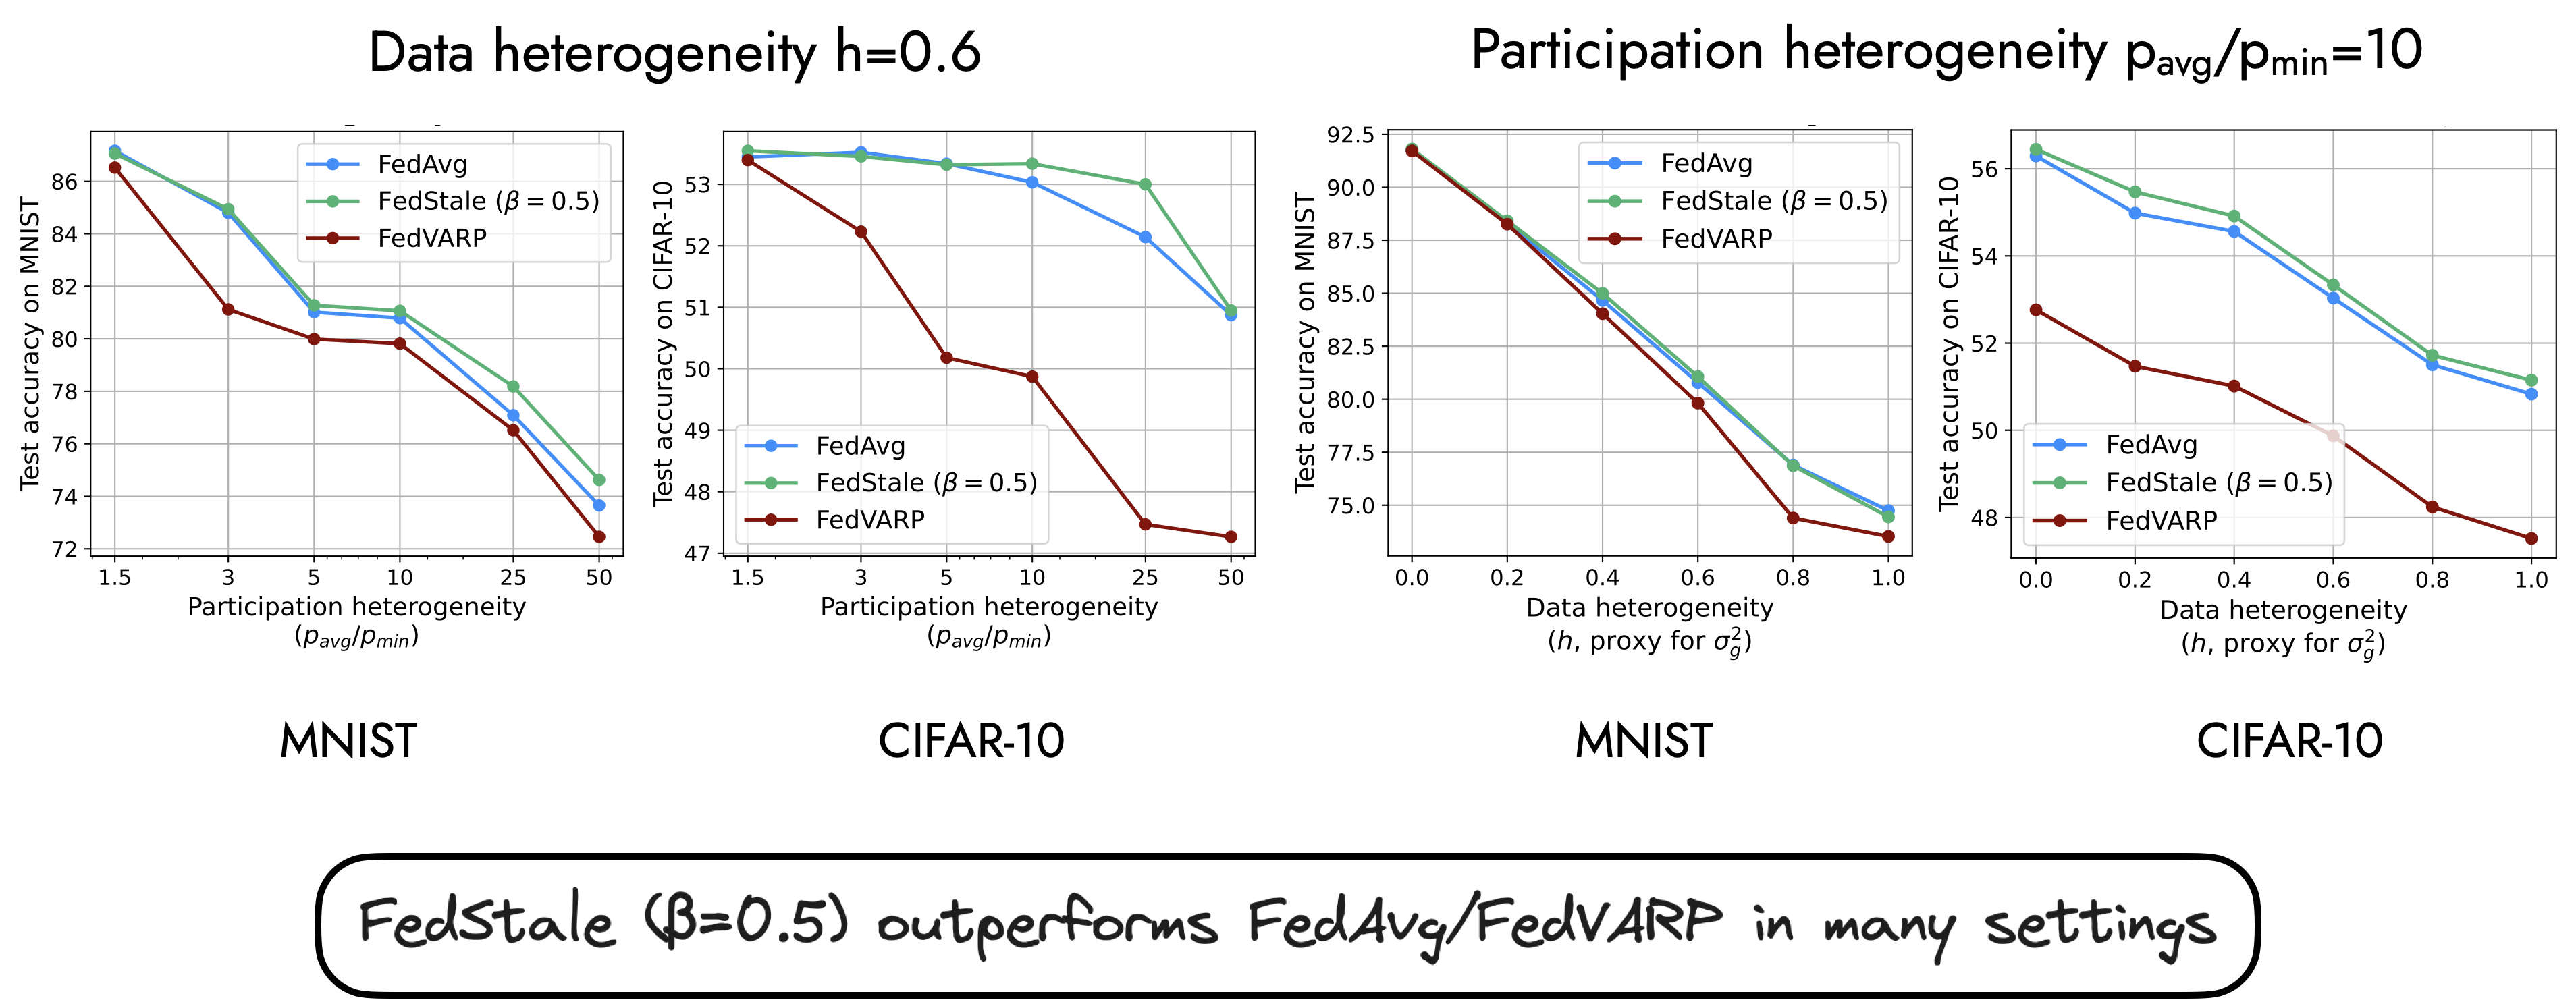 Data heterogeneity h=0.6
Participation heterogeneity pavg/pmin=10
86
84
82
80
78
76
74
72
Test accuracy on MNIST
FedAvg
FedStale (β = 0.5)
FedVARP
1.5 3 5 10 25 50
Participation heterogeneity
(pavg/pmin)
53
52
51
50
49
48
47
Test accuracy on CIFAR-10
FedAvg
FedStale (β = 0.5)
FedVARP
1.5 3 5 10 25 50
Participation heterogeneity
(pavg/pmin)
92.5
90.0
87.5
85.0
82.5
80.0
77.5
75.0
Test accuracy on MNIST
FedAvg
FedStale (β = 0.5)
FedVARP
0.0 0.2 0.4 0.6 0.8 1.0
Data heterogeneity
(h, proxy for σg²)
56
54
52
50
48
Test accuracy on CIFAR-10
FedAvg
FedStale (β = 0.5)
FedVARP
0.0 0.2 0.4 0.6 0.8 1.0
Data heterogeneity
(h, proxy for σg²)
MNIST
CIFAR-10
MNIST
CIFAR-10
FedStale (β=0.5) outperforms FedAvg/FedVARP in many settings